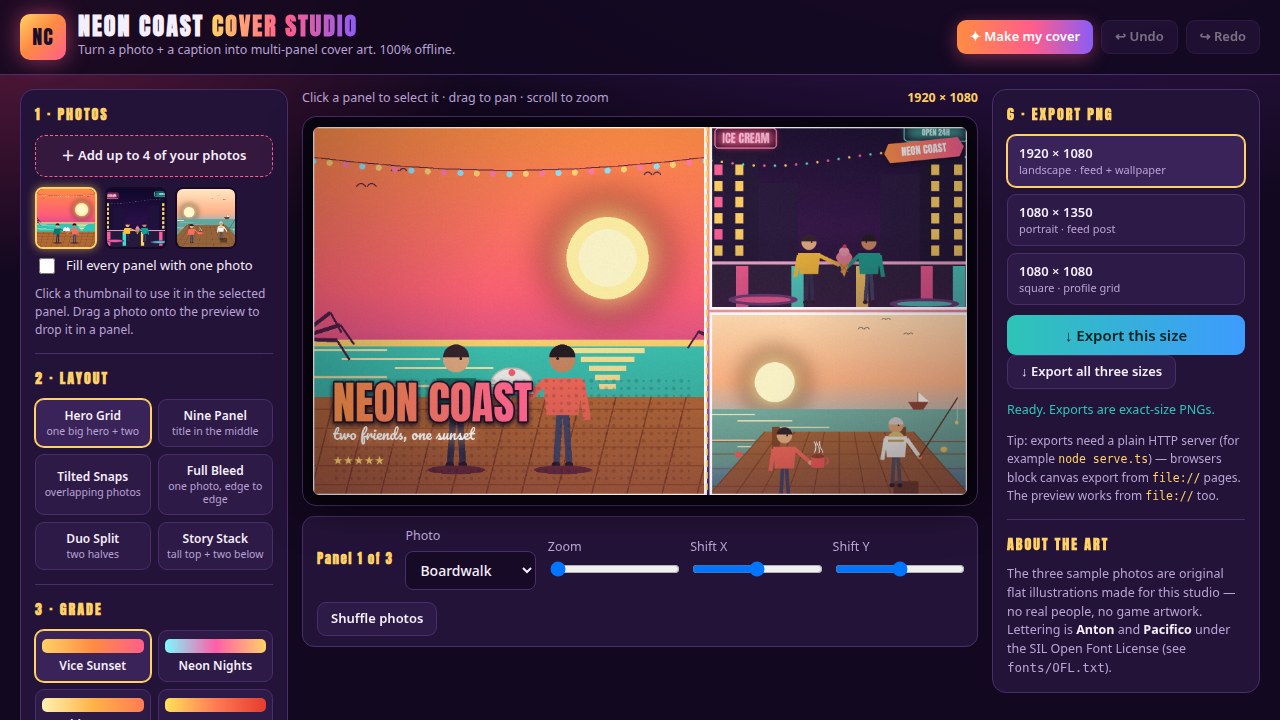 NC
NEON COAST COVER STUDIO
Turn a photo + a caption into multi-panel cover art. 100% offline.
✦ Make my cover
↩ Undo
↪ Redo
1 · PHOTOS
＋ Add up to 4 of your photos
Fill every panel with one photo
Click a thumbnail to use it in the selected
panel. Drag a photo onto the preview to
drop it in a panel.
2 · LAYOUT
Hero Grid
one big hero + two
Nine Panel
title in the middle
Tilted Snaps
overlapping photos
Full Bleed
one photo, edge to
edge
Duo Split
two halves
Story Stack
tall top + two below
3 · GRADE
Vice Sunset
Neon Nights
Click a panel to select it · drag to pan · scroll to zoom
1920 × 1080
ICE CREAM
OPEN 24H
NEON COAST
NEON COAST
two friends, one sunset
★★★★★
Panel 1 of 3
Photo
Boardwalk
Zoom
Shift X
Shift Y
Shuffle photos
6 · EXPORT PNG
1920 × 1080
landscape · feed + wallpaper
1080 × 1350
portrait · feed post
1080 × 1080
square · profile grid
↓ Export this size
↓ Export all three sizes
Ready. Exports are exact-size PNGs.
Tip: exports need a plain HTTP server (for
example node serve.ts) — browsers
block canvas export from file:// pages.
The preview works from file:// too.
ABOUT THE ART
The three sample photos are original
flat illustrations made for this studio —
no real people, no game artwork.
Lettering is Anton and Pacifico under
the SIL Open Font License (see
fonts/OFL.txt).